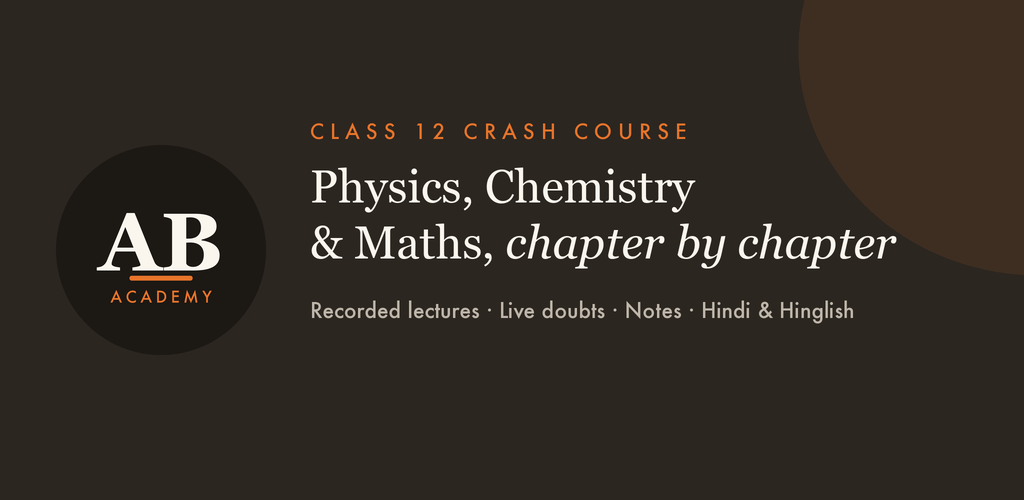 AB
ACADEMY
CLASS 12 CRASH COURSE
Physics, Chemistry
& Maths, chapter by chapter
Recorded lectures · Live doubts · Notes · Hindi & Hinglish